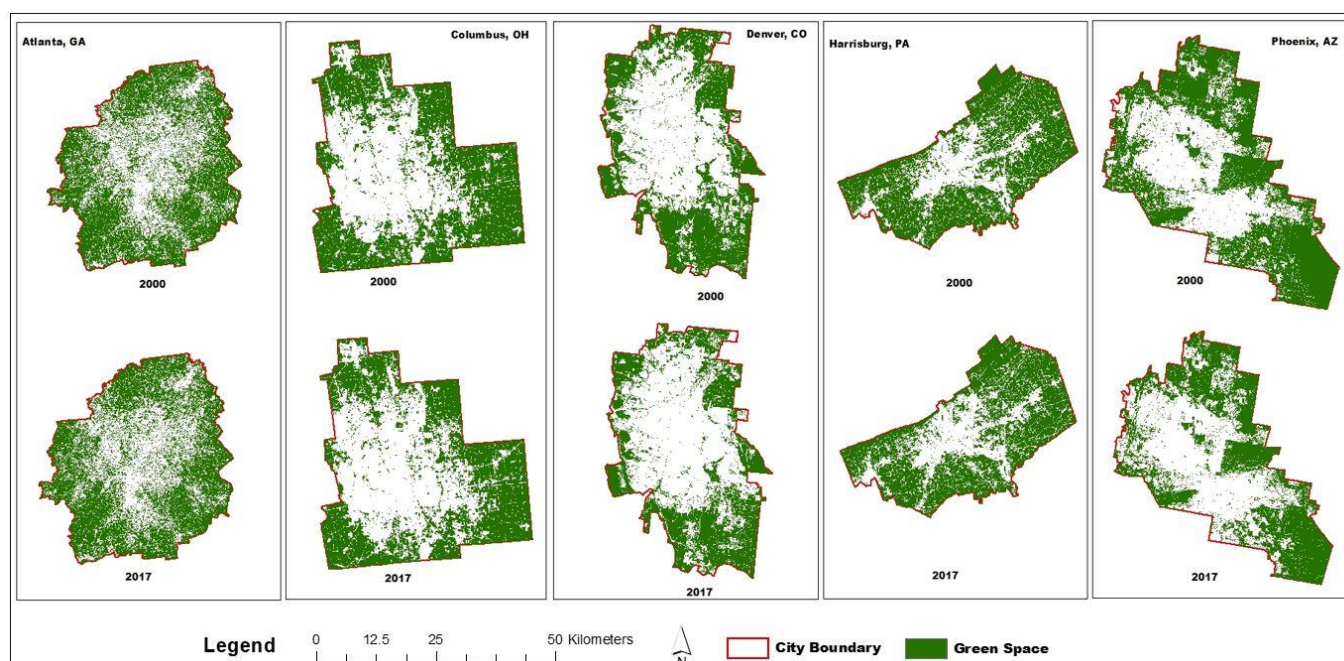 Atlanta, GA
2000
2017
Columbus, OH
2000
2017
Denver, CO
2000
2017
Harrisburg, PA
2000
2017
Phoenix, AZ
2000
2017
Legend
0 12.5 25 50 Kilometers
N
City Boundary
Green Space